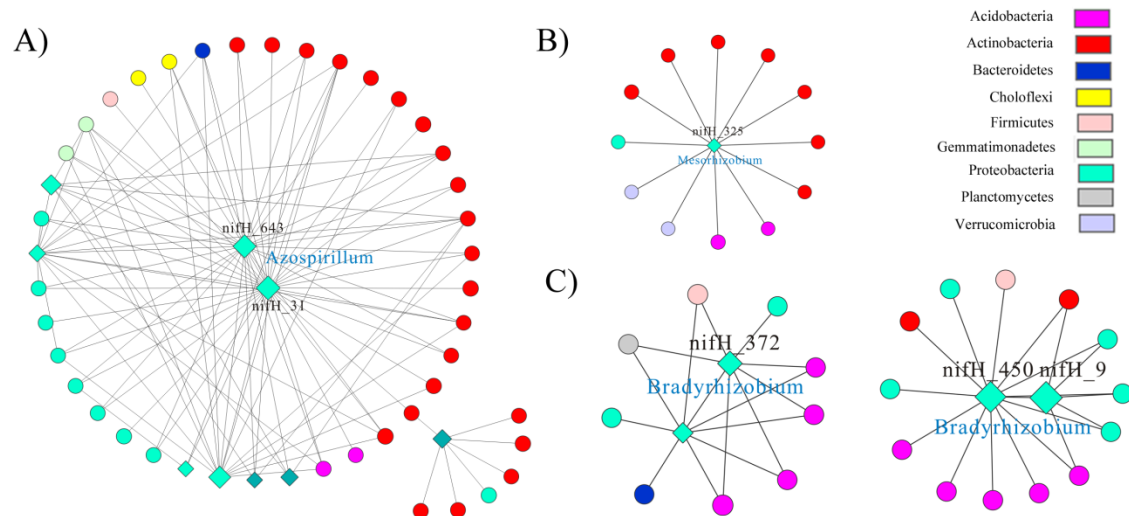 A)
nifH_643
Azospirillum
nifH_31
B)
nifH_325
Mesorhizobium
C)
nifH_372
Bradyrhizobium
nifH_450 nifH_9
Bradyrhizobium
Acidobacteria
Actinobacteria
Bacteroidetes
Choloflexi
Firmicutes
Gemmatimonadetes
Proteobacteria
Planctomycetes
Verrucomicrobia